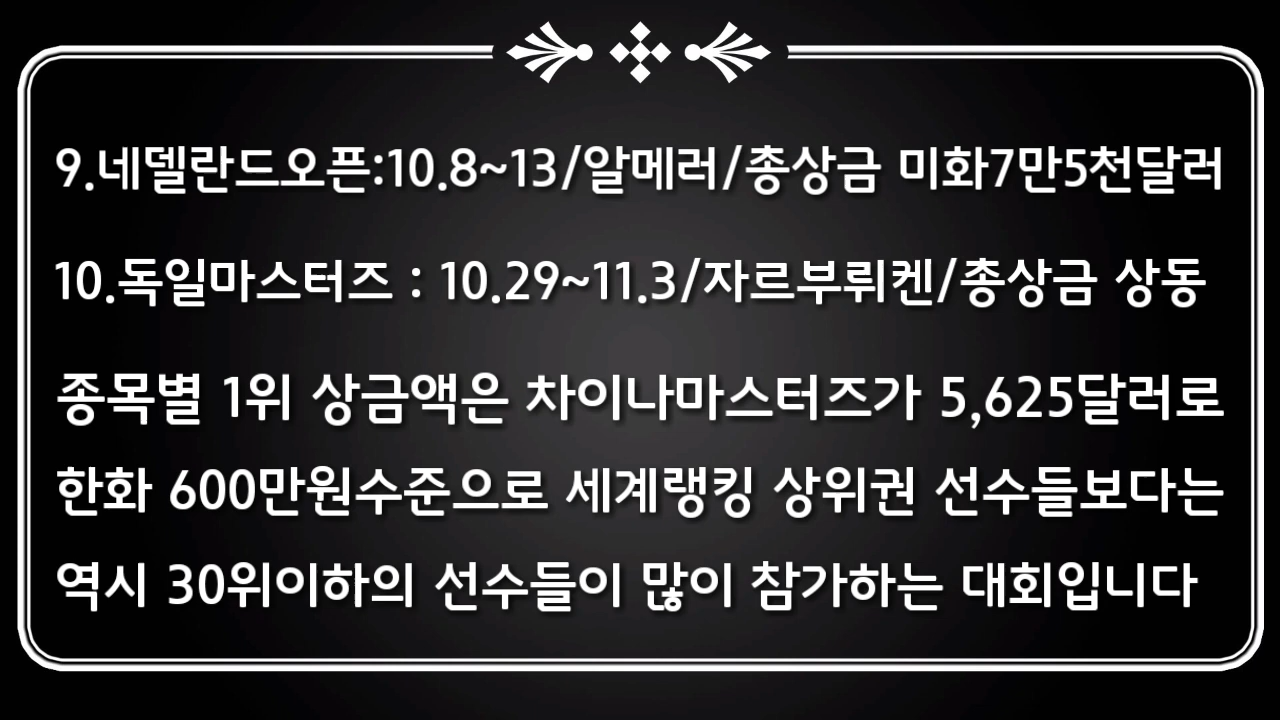 9.네델란드오픈:10.8~13/알메러/총상금 미화7만5천달러
10.독일마스터즈 : 10.29~11.3/자르부뤼켄/총상금 상동
종목별 1위 상금액은 차이나마스터즈가 5,625달러로
한화 600만원수준으로 세계랭킹 상위권 선수들보다는
역시 30위이하의 선수들이 많이 참가하는 대회입니다